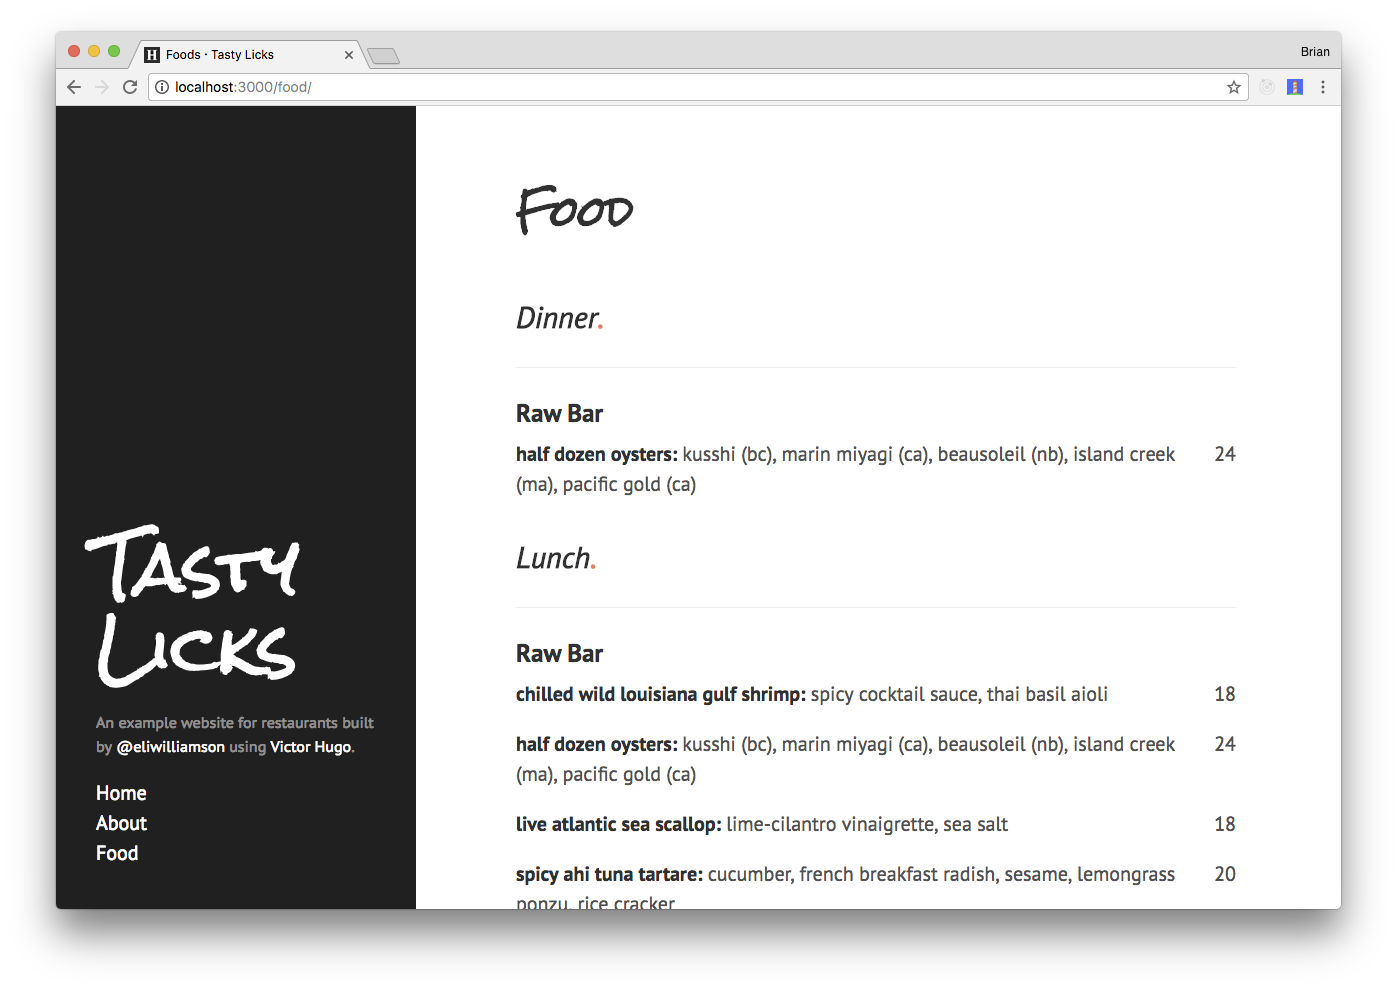 H Foods · Tasty Licks
Brian
localhost:3000/food/
Food
Dinner.
Raw Bar
half dozen oysters: kusshi (bc), marin miyagi (ca), beausoleil (nb), island creek 24
(ma), pacific gold (ca)
Lunch.
Raw Bar
chilled wild louisiana gulf shrimp: spicy cocktail sauce, thai basil aioli 18
half dozen oysters: kusshi (bc), marin miyagi (ca), beausoleil (nb), island creek 24
(ma), pacific gold (ca)
live atlantic sea scallop: lime-cilantro vinaigrette, sea salt 18
spicy ahi tuna tartare: cucumber, french breakfast radish, sesame, lemongrass 20
ponzu, rice cracker
Tasty
Licks
An example website for restaurants built
by @eliwilliamson using Victor Hugo.
Home
About
Food